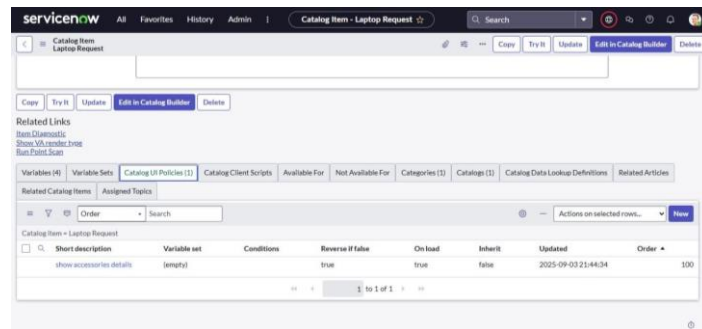 servicenow All Favorites History Admin Catalog Item - Laptop Request Search
Catalog Item
Laptop Request
Copy Try It Update Edit in Catalog Builder Delete
Copy Try It Update Edit in Catalog Builder Delete
Related Links
Item Diagnostic
Show VA render type
Run Point Scan
Variables (4) Variable Sets Catalog UI Policies (1) Catalog Client Scripts Available For Not Available For Categories (1) Catalogs (1) Catalog Data Lookup Definitions Related Articles
Related Catalog Items Assigned Topics
Order Search Actions on selected rows... New
Catalog Item = Laptop Request
Short description Variable set Conditions Reverse if false On load Inherit Updated Order
show accessories details (empty) true true false 2025-09-03 21:44:34 100
1 to 1 of 1